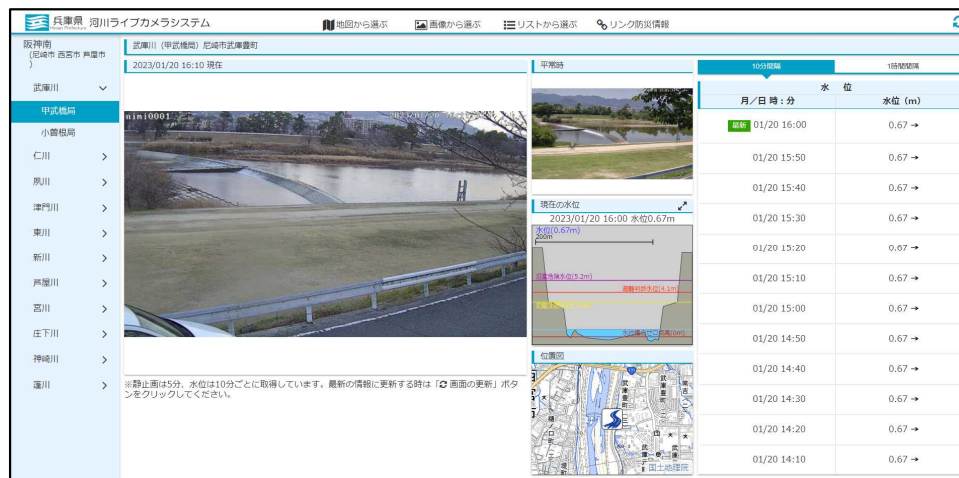 兵庫県 河川ライブカメラシステム
Hyogo Prefecture
地図から選ぶ
画像から選ぶ
リストから選ぶ
リンク防災情報
阪神南
(尼崎市 西宮市 芦屋市
)
武庫川
甲武橋局
小曽根局
仁川
夙川
津門川
東川
新川
芦屋川
宮川
庄下川
神崎川
蓬川
武庫川（甲武橋局）尼崎市武庫豊町
2023/01/20 16:10 現在
nimi0001
※静止画は5分、水位は10分ごとに取得しています。最新の情報に更新する時は「 画面の更新」ボタ
ンをクリックしてください。
平常時
現在の水位
2023/01/20 16:00 水位0.67m
水位(0.67m)
200m
氾濫危険水位(5.2m)
避難判断水位(4.1m)
位置図
武庫豊町
国土地理院
10分間隔
1時間間隔
水 位
月／日 時：分 水位（m）
最新 01/20 16:00 0.67 →
01/20 15:50 0.67 →
01/20 15:40 0.67 →
01/20 15:30 0.67 →
01/20 15:20 0.67 →
01/20 15:10 0.67 →
01/20 15:00 0.67 →
01/20 14:50 0.67 →
01/20 14:40 0.67 →
01/20 14:30 0.67 →
01/20 14:20 0.67 →
01/20 14:10 0.67 →